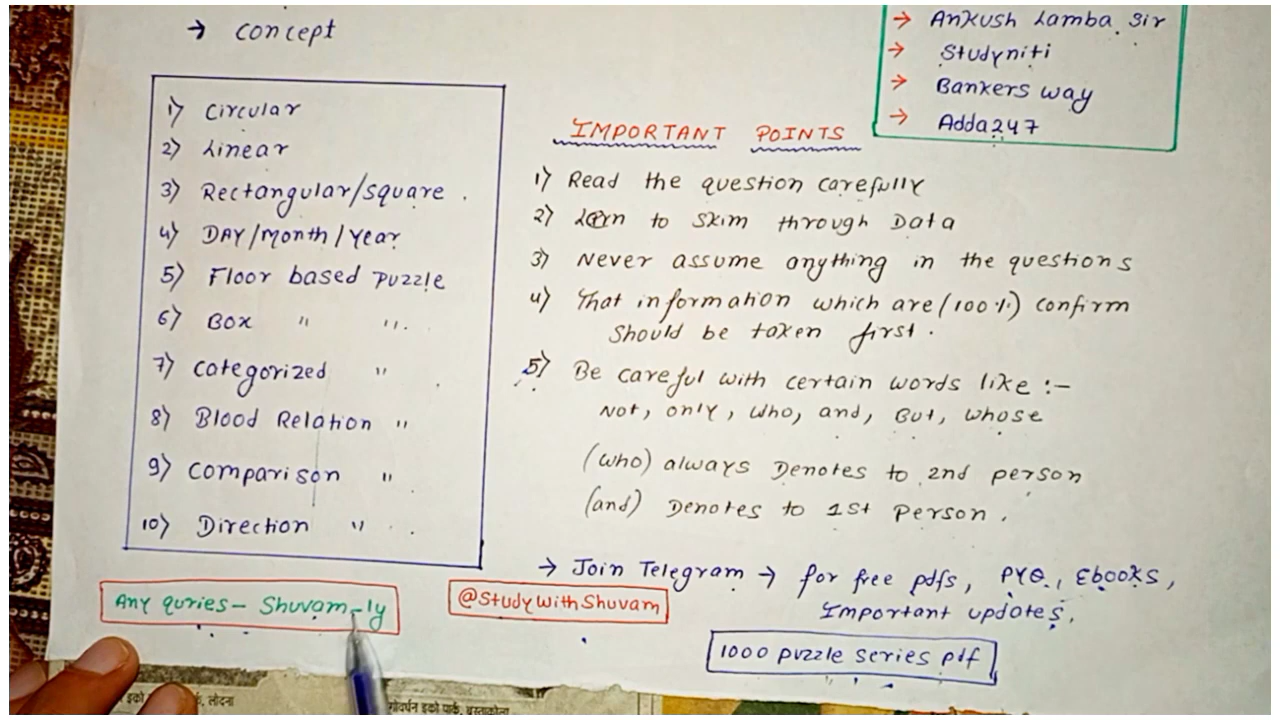 → Concept
→ Ankush Lamba Sir
→ Studyniti
→ Bankers way
→ Adda247
1) Circular
2) Linear
3) Rectangular/square.
4) DAY/Month/Year
5) Floor based Puzzle
6) Box " ".
7) Categorized " .
8) Blood Relation "
9) Comparison "
10) Direction " .
IMPORTANT POINTS
1) Read the question carefully
2) Learn to skim through Data
3) Never assume anything in the questions
4) That information which are (100%) confirm
should be taken first.
5) Be careful with certain words like :-
Not, only, who, and, But, whose
(who) always Denotes to 2nd person
(and) Denotes to 1st Person.
→ Join Telegram → for free pdfs, PYQ., Ebooks,
Important updates.
Any quries - Shuvam_ly
@StudyWithShuvam
1000 puzzle series pdf
लोदना
गोवर्धन इको पार्क, बस्ताकोला